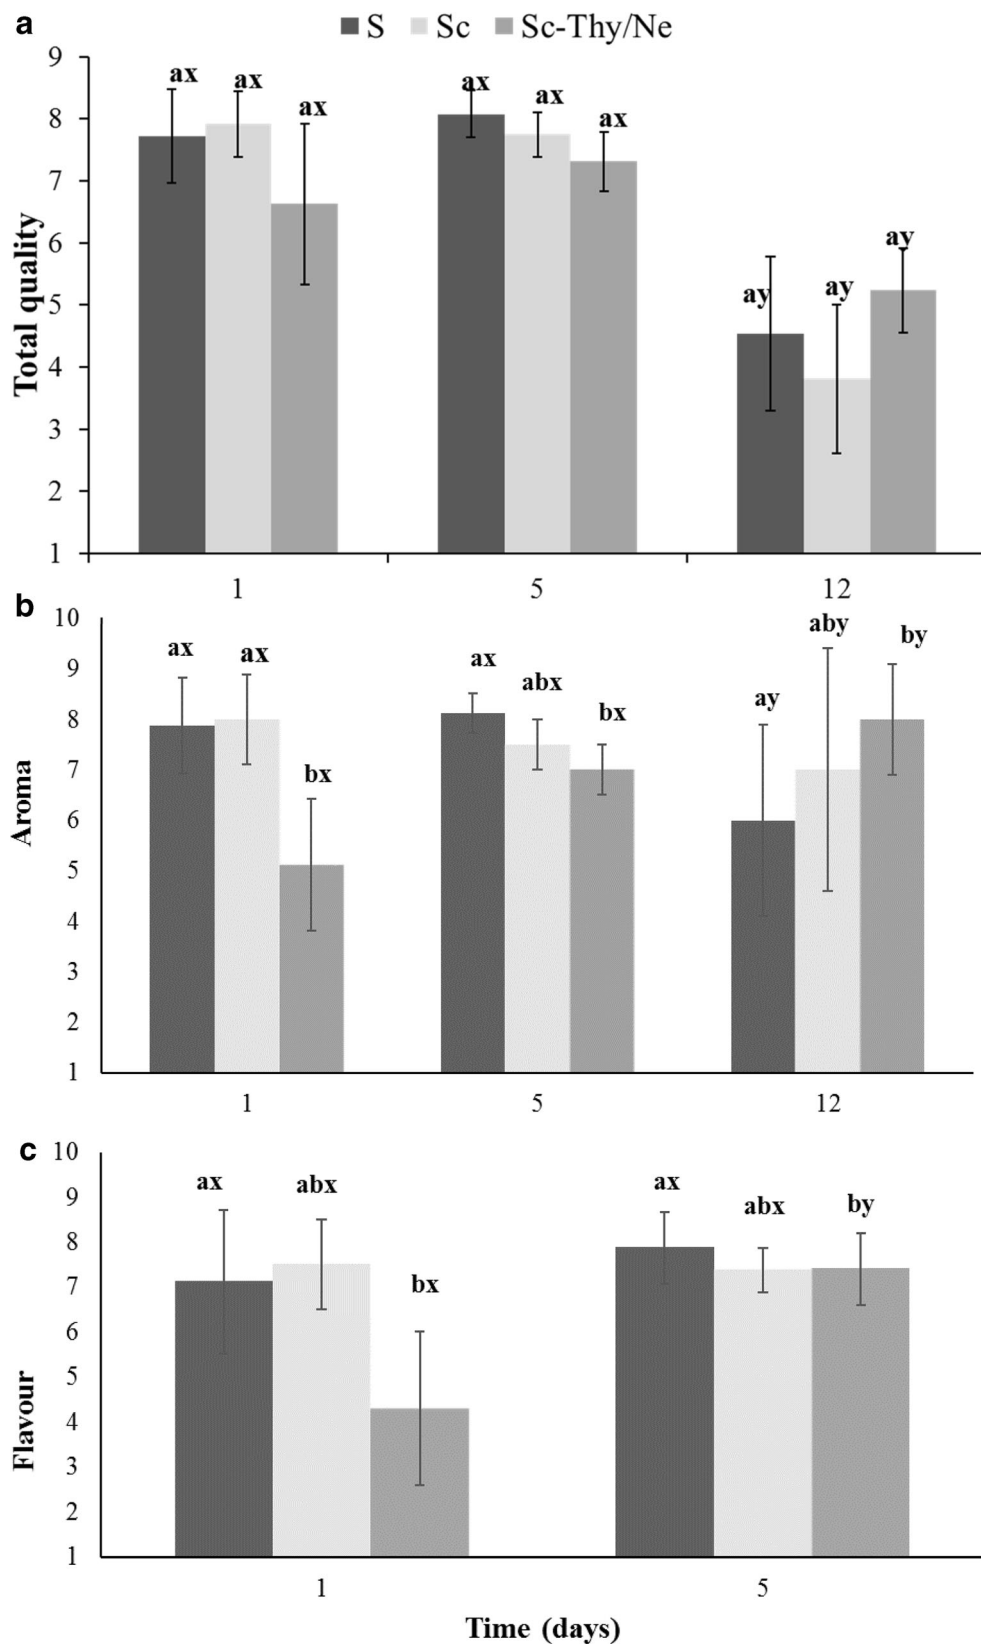 a
S Sc Sc-Thy/Ne
9
8
7
6
5
4
3
2
1
Total quality
ax ax ax ax ax ax ay ay ay
1 5 12
b
10
9
8
7
6
5
4
3
2
1
Aroma
ax ax bx ax abx bx ay aby by
1 5 12
c
10
9
8
7
6
5
4
3
2
1
Flavour
ax abx bx ax abx by
1 5
Time (days)